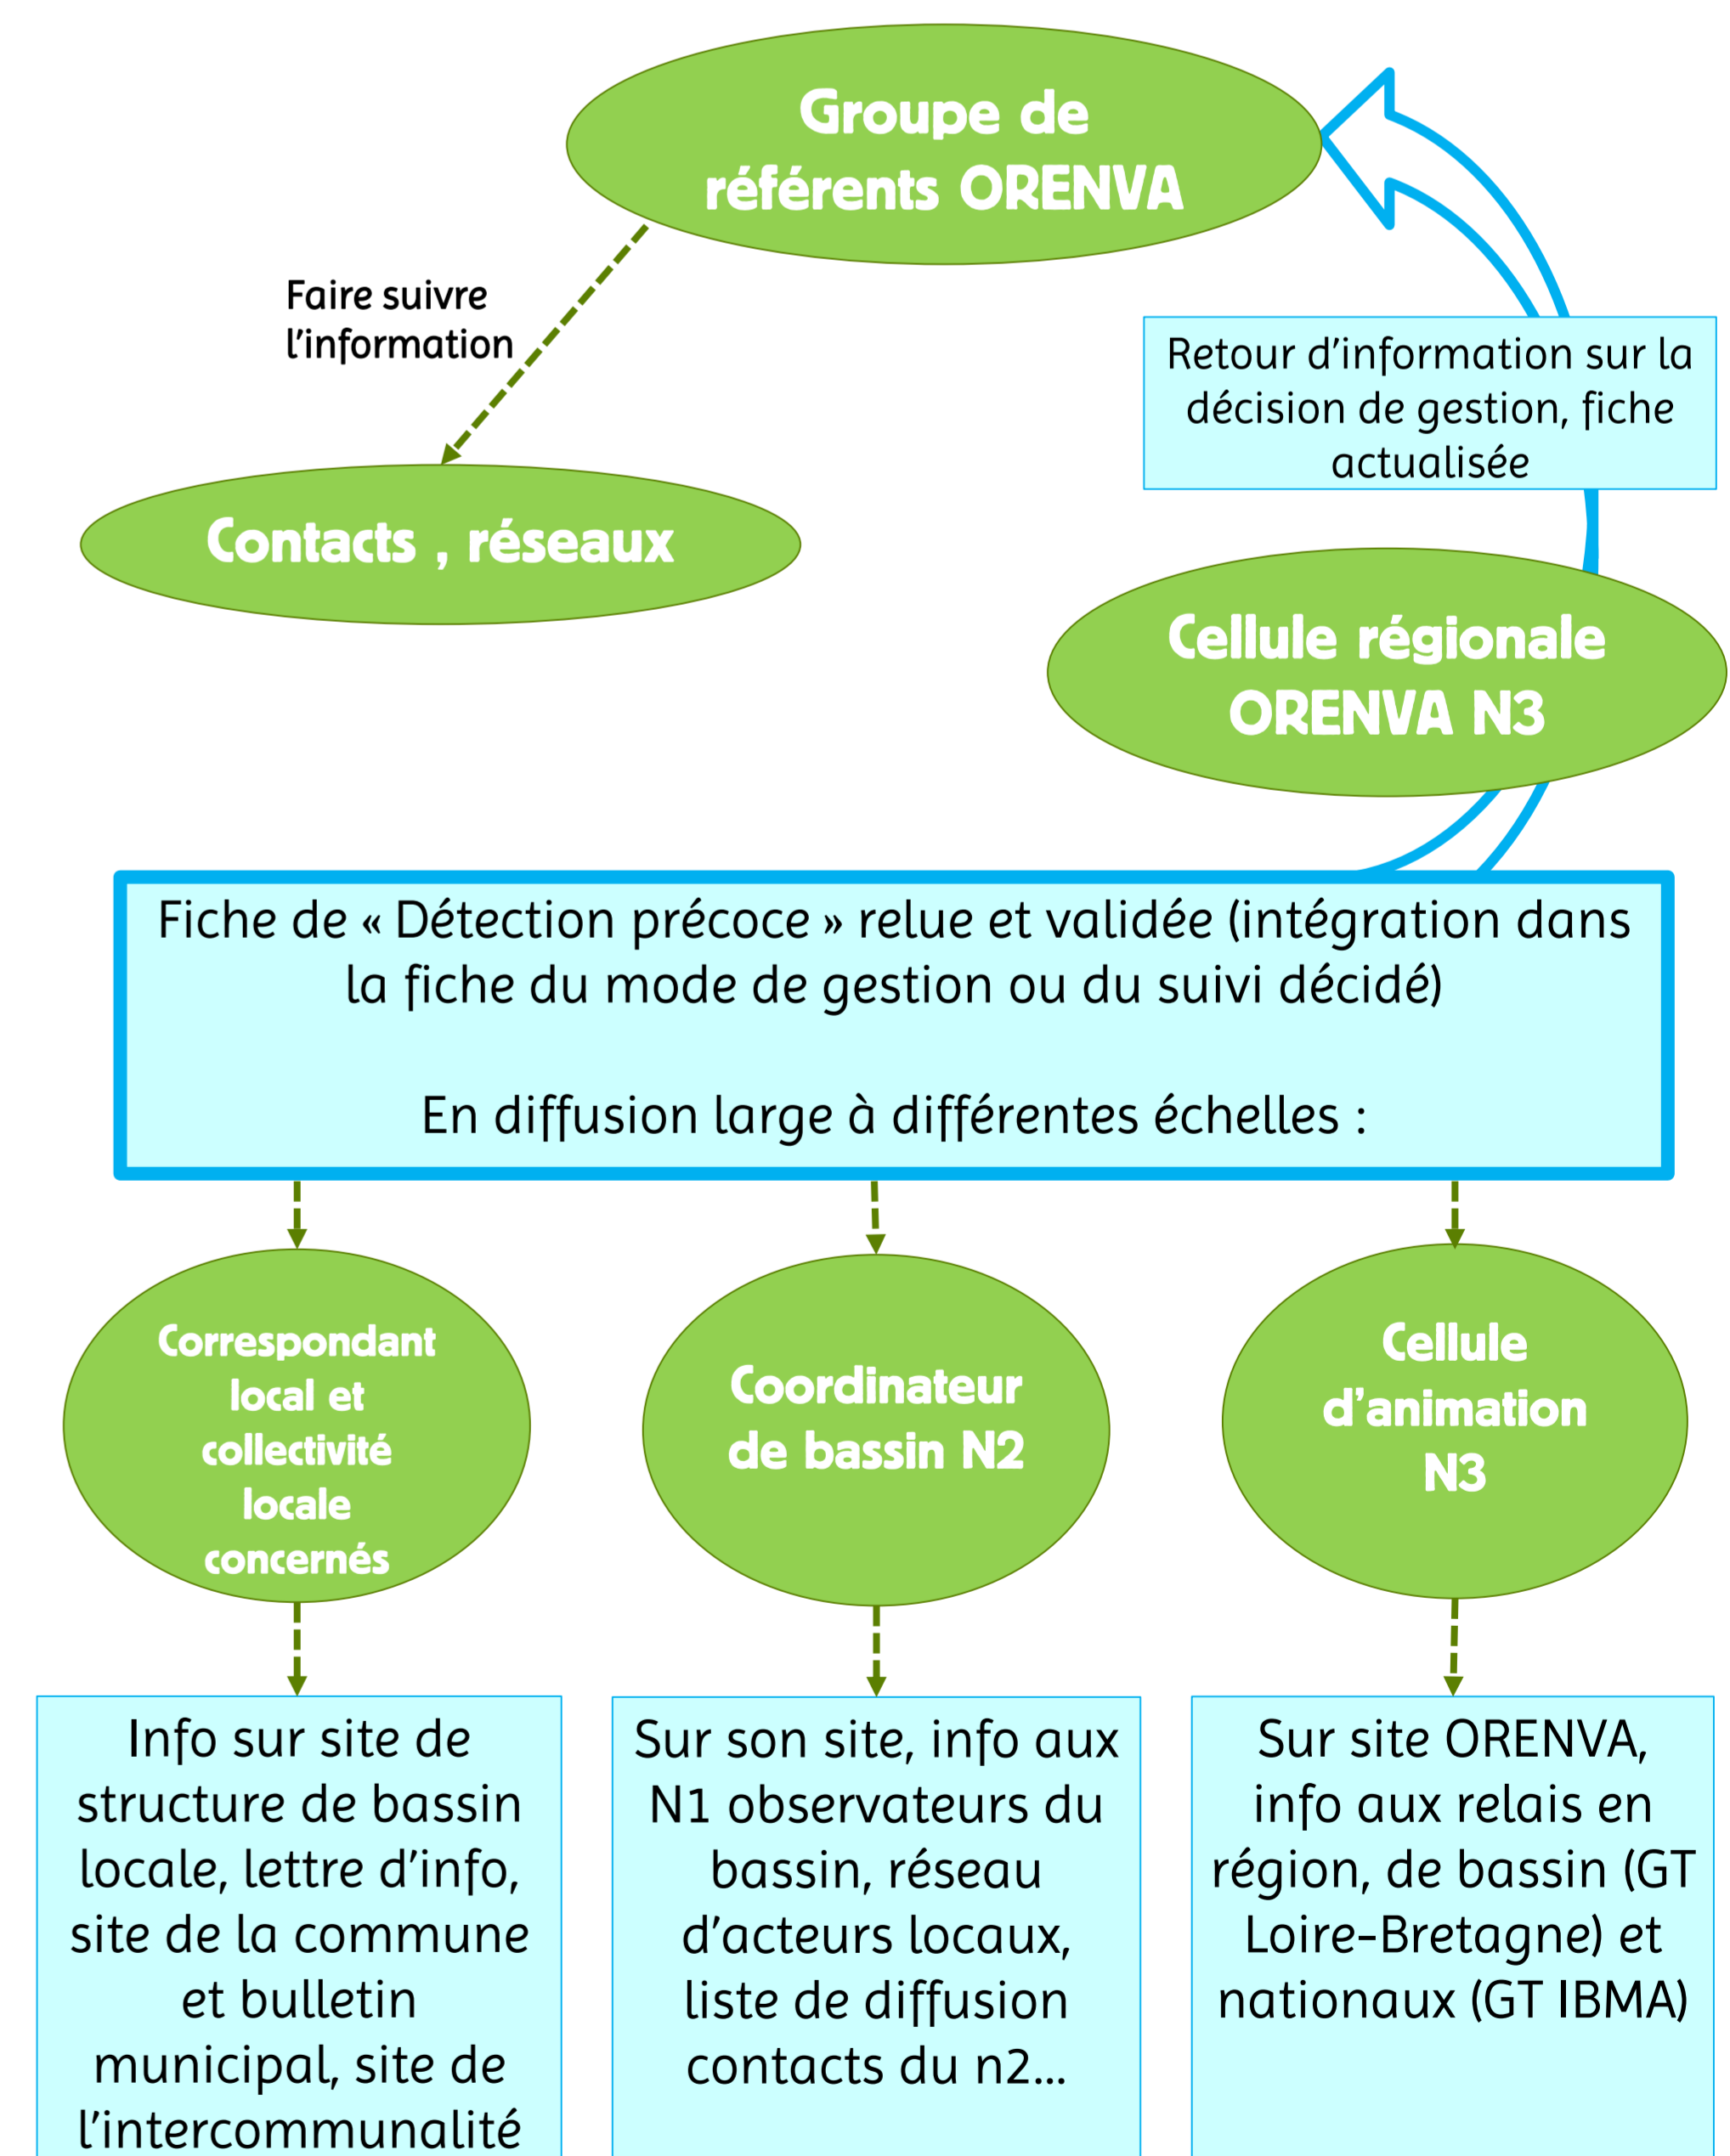 Groupe de
référents ORENVA
Faire suivre
l’information
Retour d’information sur la
décision de gestion, fiche
actualisée
Contacts , réseaux
Cellule régionale
ORENVA N3
Fiche de « Détection précoce » relue et validée (intégration dans
la fiche du mode de gestion ou du suivi décidé)
En diffusion large à différentes échelles :
Correspondant
local et
collectivité
locale
concernés
Coordinateur
de bassin N2
Cellule
d’animation
N3
Info sur site de
structure de bassin
locale, lettre d’info,
site de la commune
et bulletin
municipal, site de
l’intercommunalité
Sur son site, info aux
N1 observateurs du
bassin, réseau
d’acteurs locaux,
liste de diffusion
contacts du n2...
Sur site ORENVA,
info aux relais en
région, de bassin (GT
Loire-Bretagne) et
nationaux (GT IBMA)